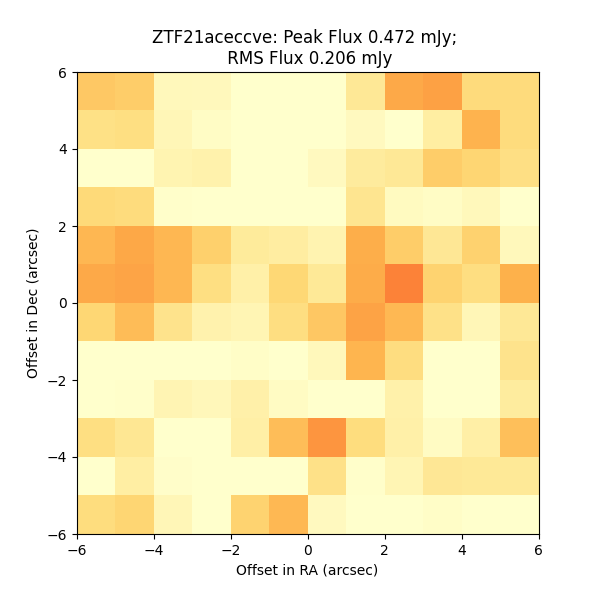 ZTF21aceccve: Peak Flux 0.472 mJy;
RMS Flux 0.206 mJy
6
4
2
0
−2
−4
−6
Offset in Dec (arcsec)
−6 −4 −2 0 2 4 6
Offset in RA (arcsec)